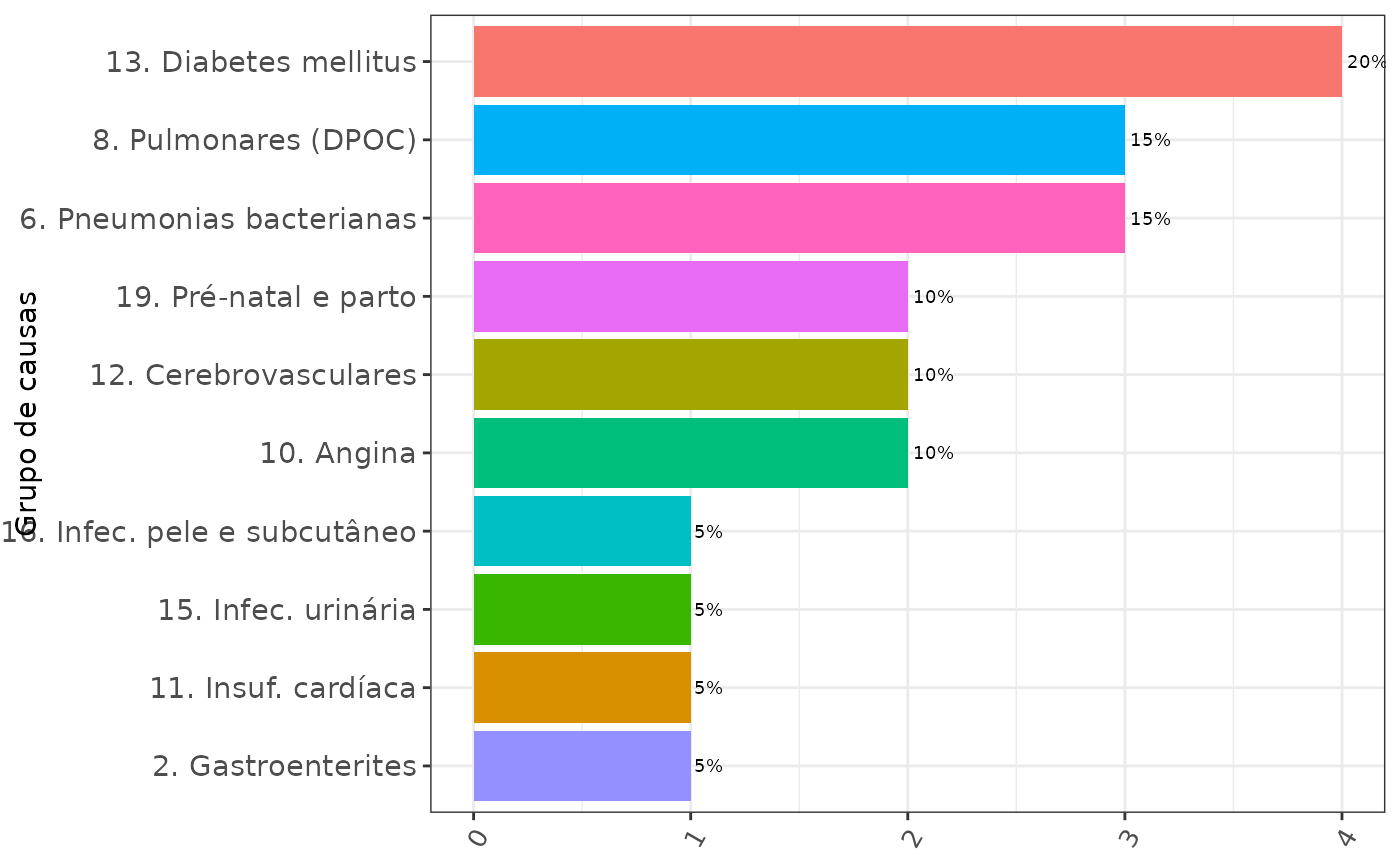 Grupo de causas
13. Diabetes mellitus
20%
8. Pulmonares (DPOC)
15%
6. Pneumonias bacterianas
15%
19. Pré-natal e parto
10%
12. Cerebrovasculares
10%
10. Angina
10%
16. Infec. pele e subcutâneo
5%
15. Infec. urinária
5%
11. Insuf. cardíaca
5%
2. Gastroenterites
5%
0
1
2
3
4